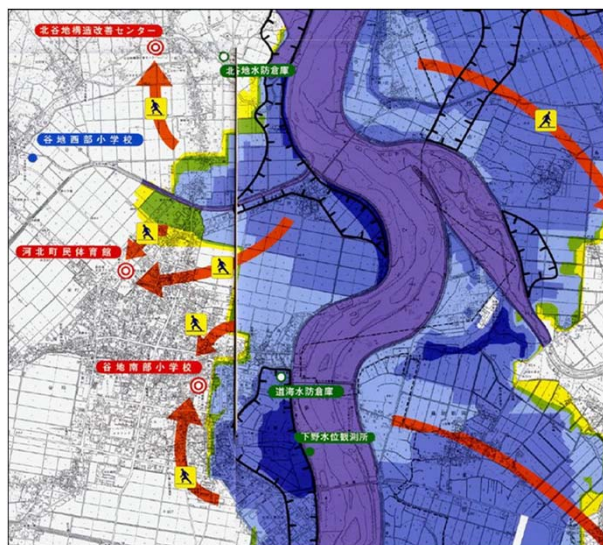 北谷地構造改善センター
北谷地水防倉庫
谷地西部小学校
河北町民体育館
谷地南部小学校
道海水防倉庫
下野水位観測所